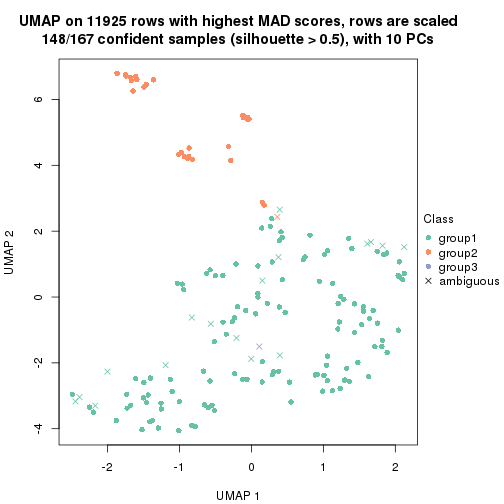 UMAP on 11925 rows with highest MAD scores, rows are scaled
148/167 confident samples (silhouette > 0.5), with 10 PCs
6
4
2
0
-2
-4
UMAP 2
-2
-1
0
1
2
UMAP 1
Class
group1
group2
group3
ambiguous